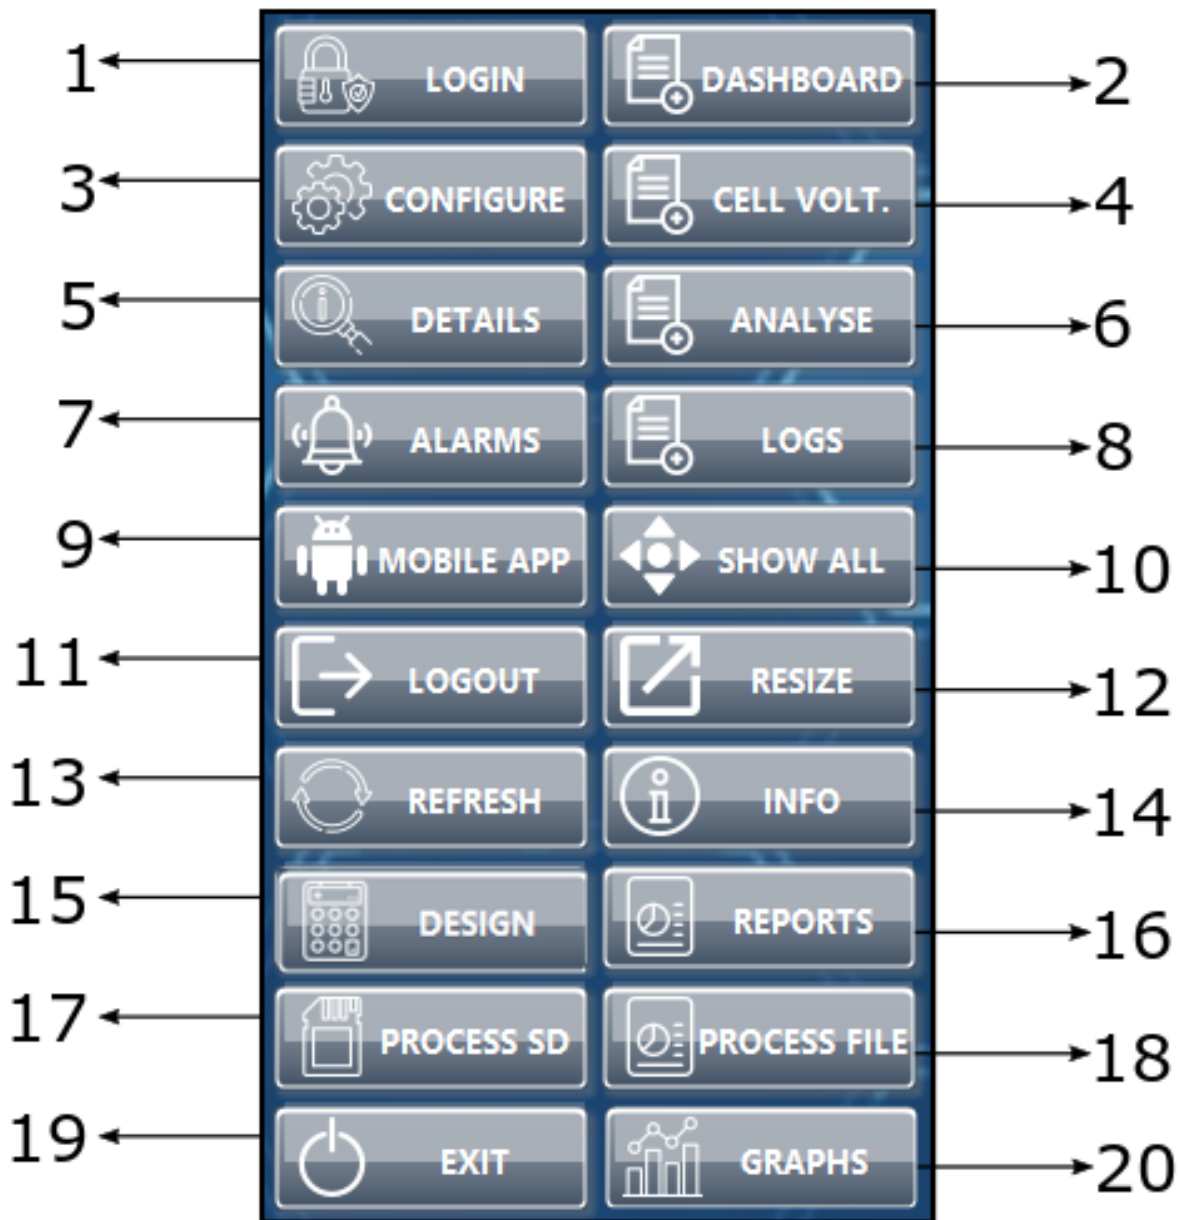 1 LOGIN DASHBOARD 2
3 CONFIGURE CELL VOLT. 4
5 DETAILS ANALYSE 6
7 ALARMS LOGS 8
9 MOBILE APP SHOW ALL 10
11 LOGOUT RESIZE 12
13 REFRESH INFO 14
15 DESIGN REPORTS 16
17 PROCESS SD PROCESS FILE 18
19 EXIT GRAPHS 20